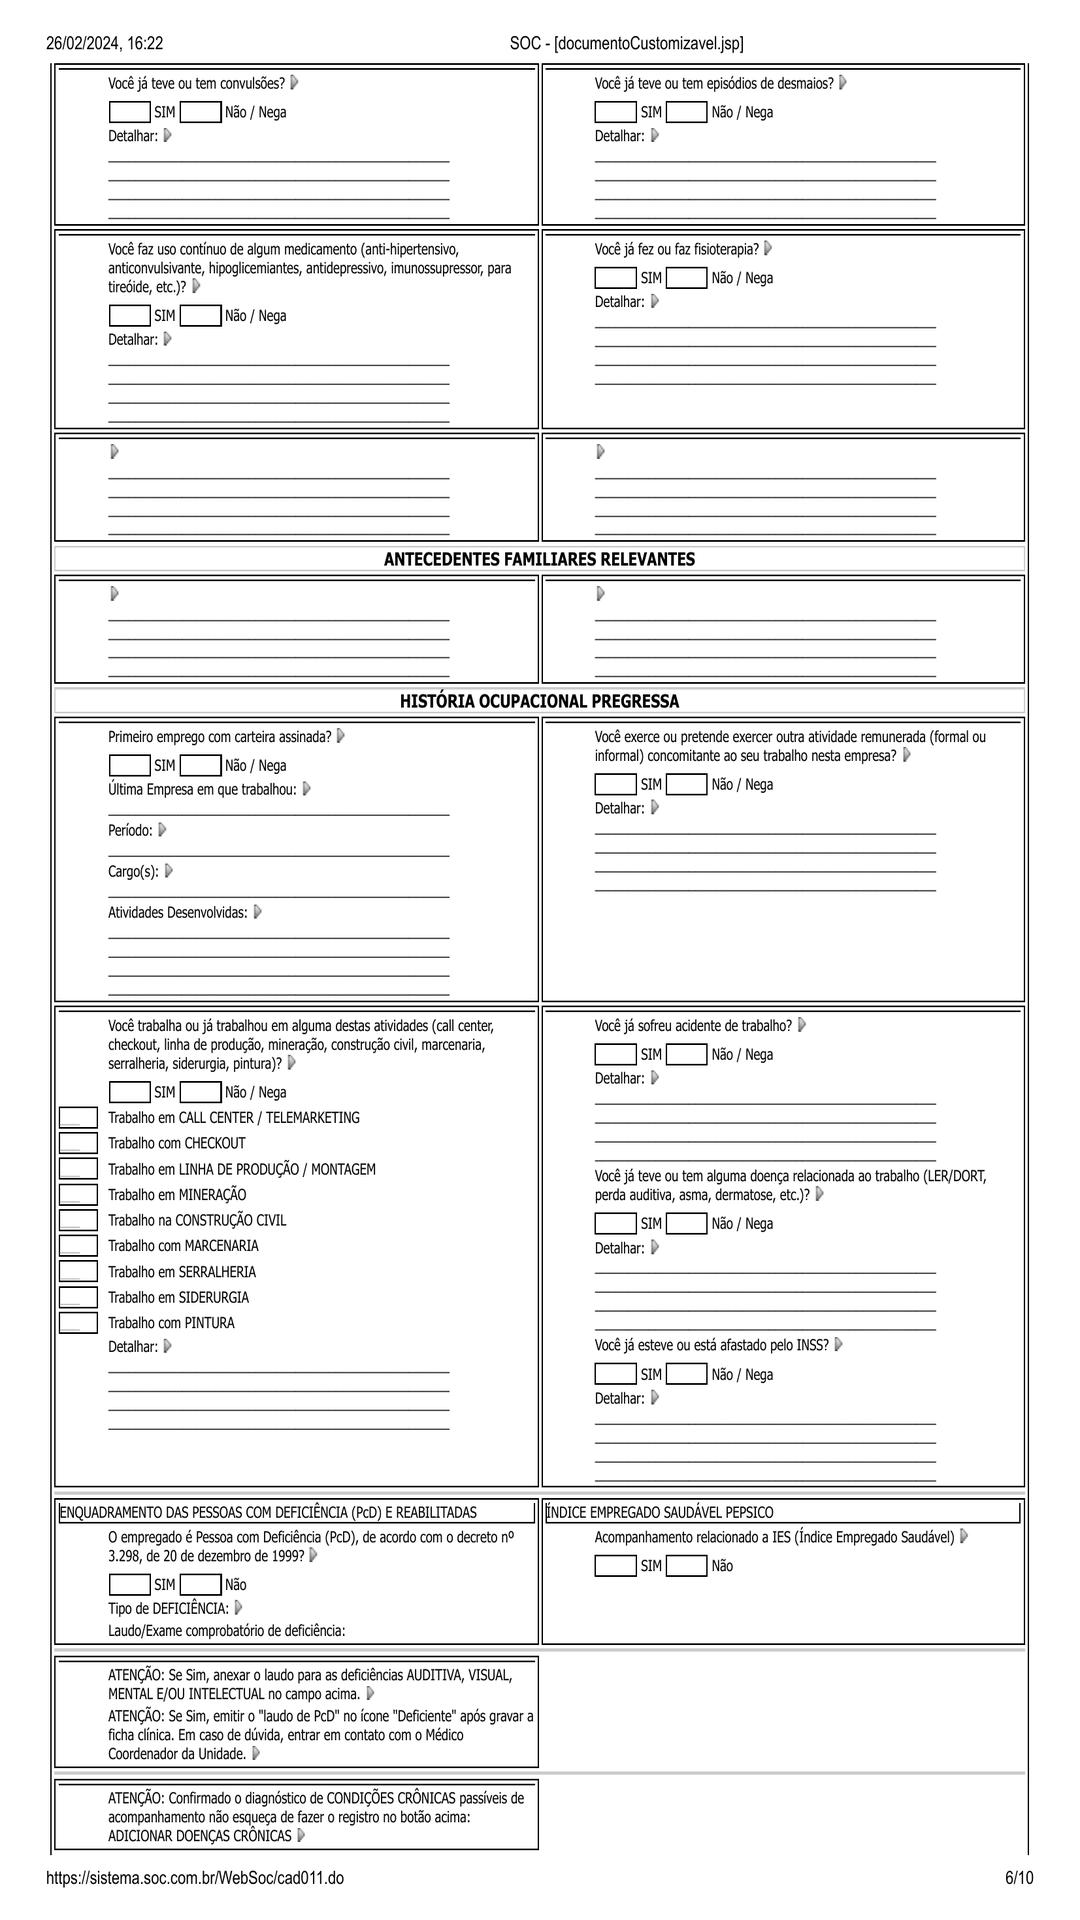 26/02/2024, 16:22
SOC - [documentoCustomizavel.jsp]
Você já teve ou tem convulsões?
SIM Não / Nega
Detalhar:
Você já teve ou tem episódios de desmaios?
SIM Não / Nega
Detalhar:
Você faz uso contínuo de algum medicamento (anti-hipertensivo,
anticonvulsivante, hipoglicemiantes, antidepressivo, imunossupressor, para
tireóide, etc.)?
SIM Não / Nega
Detalhar:
Você já fez ou faz fisioterapia?
SIM Não / Nega
Detalhar:
ANTECEDENTES FAMILIARES RELEVANTES
HISTÓRIA OCUPACIONAL PREGRESSA
Primeiro emprego com carteira assinada?
SIM Não / Nega
Última Empresa em que trabalhou:
Período:
Cargo(s):
Atividades Desenvolvidas:
Você exerce ou pretende exercer outra atividade remunerada (formal ou
informal) concomitante ao seu trabalho nesta empresa?
SIM Não / Nega
Detalhar:
Você trabalha ou já trabalhou em alguma destas atividades (call center,
checkout, linha de produção, mineração, construção civil, marcenaria,
serralheria, siderurgia, pintura)?
SIM Não / Nega
Trabalho em CALL CENTER / TELEMARKETING
Trabalho com CHECKOUT
Trabalho em LINHA DE PRODUÇÃO / MONTAGEM
Trabalho em MINERAÇÃO
Trabalho na CONSTRUÇÃO CIVIL
Trabalho com MARCENARIA
Trabalho em SERRALHERIA
Trabalho em SIDERURGIA
Trabalho com PINTURA
Detalhar:
Você já sofreu acidente de trabalho?
SIM Não / Nega
Detalhar:
Você já teve ou tem alguma doença relacionada ao trabalho (LER/DORT,
perda auditiva, asma, dermatose, etc.)?
SIM Não / Nega
Detalhar:
Você já esteve ou está afastado pelo INSS?
SIM Não / Nega
Detalhar:
ENQUADRAMENTO DAS PESSOAS COM DEFICIÊNCIA (PcD) E REABILITADAS
O empregado é Pessoa com Deficiência (PcD), de acordo com o decreto nº
3.298, de 20 de dezembro de 1999?
SIM Não
Tipo de DEFICIÊNCIA:
Laudo/Exame comprobatório de deficiência:
ÍNDICE EMPREGADO SAUDÁVEL PEPSICO
Acompanhamento relacionado a IES (Índice Empregado Saudável)
SIM Não
ATENÇÃO: Se Sim, anexar o laudo para as deficiências AUDITIVA, VISUAL,
MENTAL E/OU INTELECTUAL no campo acima.
ATENÇÃO: Se Sim, emitir o "laudo de PcD" no ícone "Deficiente" após gravar a
ficha clínica. Em caso de dúvida, entrar em contato com o Médico
Coordenador da Unidade.
ATENÇÃO: Confirmado o diagnóstico de CONDIÇÕES CRÔNICAS passíveis de
acompanhamento não esqueça de fazer o registro no botão acima:
ADICIONAR DOENÇAS CRÔNICAS
https://sistema.soc.com.br/WebSoc/cad011.do
6/10